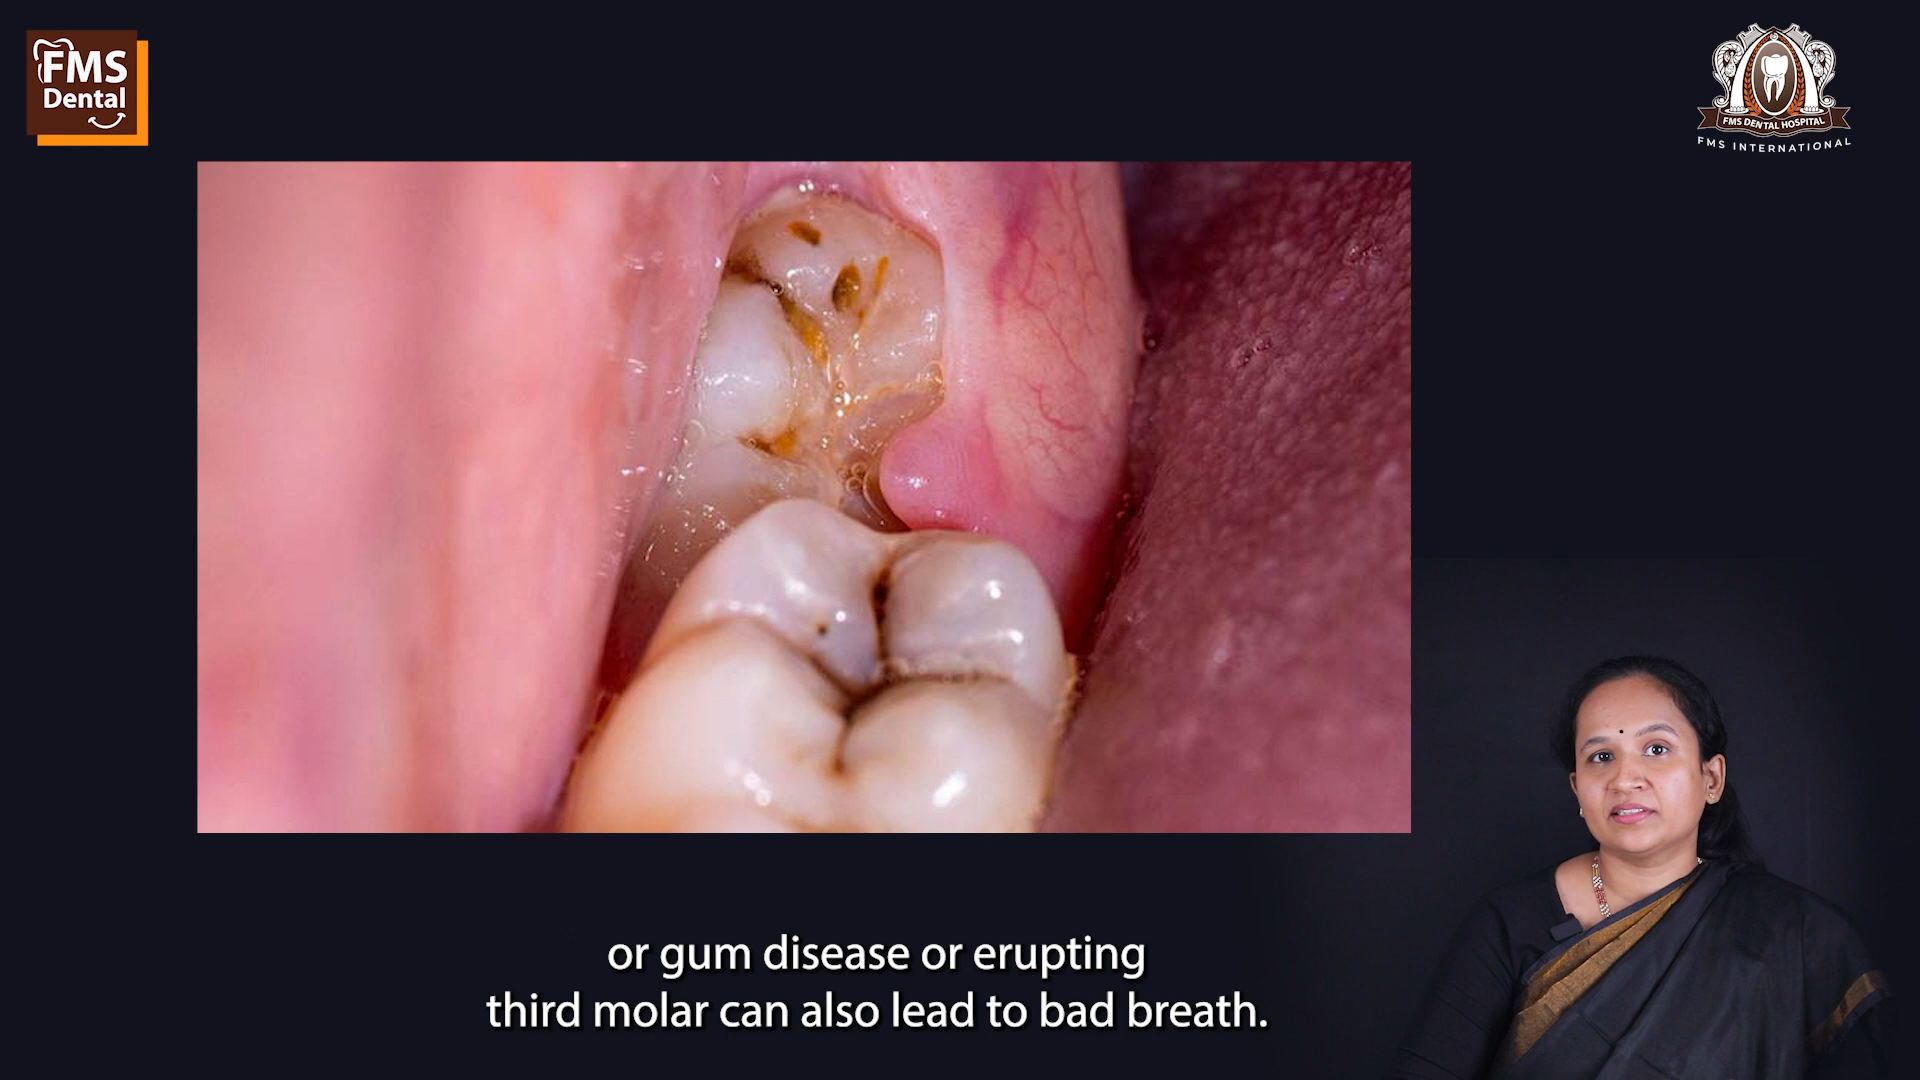 FMS
Dental
FMS DENTAL HOSPITAL
FMS INTERNATIONAL
or gum disease or erupting
third molar can also lead to bad breath.